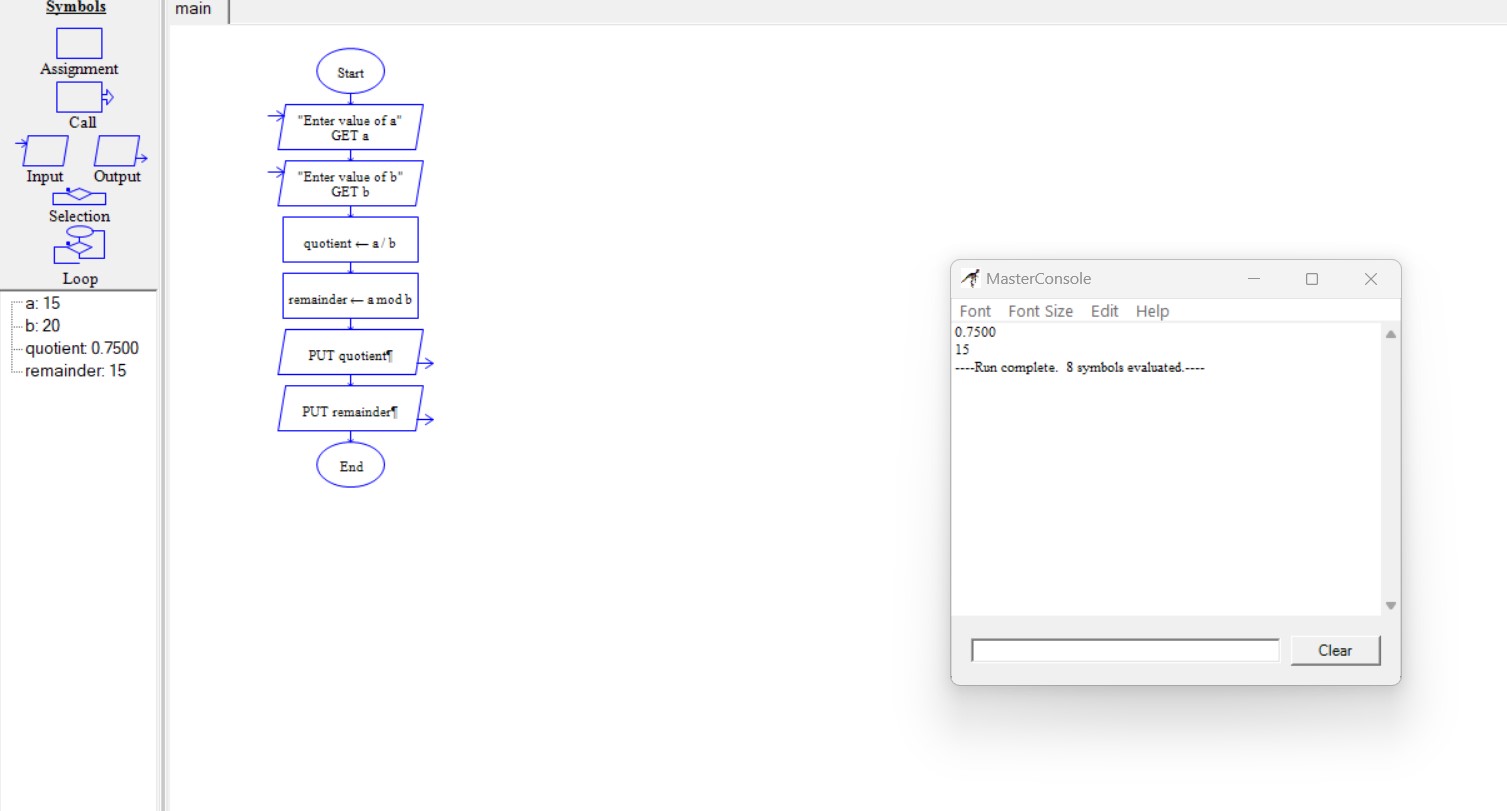 Symbols
Assignment
Call
Input
Output
Selection
Loop
a: 15
b: 20
quotient: 0.7500
remainder: 15
main
Start
"Enter value of a"
GET a
"Enter value of b"
GET b
quotient ← a / b
remainder ← a mod b
PUT quotient¶
PUT remainder¶
End
MasterConsole
Font Font Size Edit Help
0.7500
15
----Run complete.  8 symbols evaluated.----
Clear